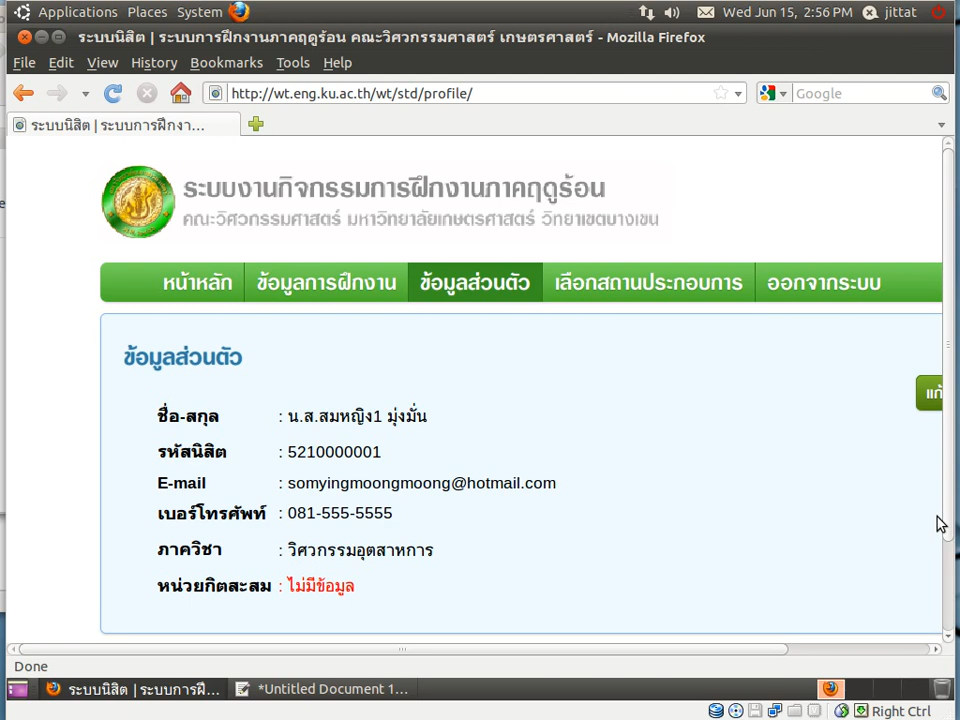 Applications Places System Wed Jun 15, 2:56 PM jittat
ระบบนิสิต | ระบบการฝึกงานภาคฤดูร้อน คณะวิศวกรรมศาสตร์ เกษตรศาสตร์ - Mozilla Firefox
File Edit View History Bookmarks Tools Help
http://wt.eng.ku.ac.th/wt/std/profile/ Google
ระบบนิสิต | ระบบการฝึกงา...
ระบบงานกิจกรรมการฝึกงานภาคฤดูร้อน
คณะวิศวกรรมศาสตร์ มหาวิทยาลัยเกษตรศาสตร์ วิทยาเขตบางเขน
หน้าหลัก ข้อมูลการฝึกงาน ข้อมูลส่วนตัว เลือกสถานประกอบการ ออกจากระบบ
ข้อมูลส่วนตัว
แก้
ชื่อ-สกุล : น.ส.สมหญิง1 มุ่งมั่น
รหัสนิสิต : 5210000001
E-mail : somyingmoongmoong@hotmail.com
เบอร์โทรศัพท์ : 081-555-5555
ภาควิชา : วิศวกรรมอุตสาหการ
หน่วยกิตสะสม : ไม่มีข้อมูล
Done
ระบบนิสิต | ระบบการฝึ... *Untitled Document 1...
Right Ctrl